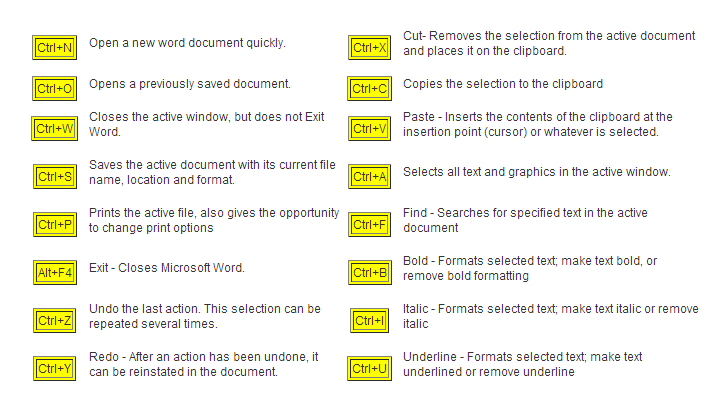 Ctrl+N
Open a new word document quickly.
Ctrl+O
Opens a previously saved document.
Ctrl+W
Closes the active window, but does not Exit
Word.
Ctrl+S
Saves the active document with its current file
name, location and format.
Ctrl+P
Prints the active file, also gives the opportunity
to change print options
Alt+F4
Exit - Closes Microsoft Word.
Ctrl+Z
Undo the last action. This selection can be
repeated several times.
Ctrl+Y
Redo - After an action has been undone, it
can be reinstated in the document.
Ctrl+X
Cut- Removes the selection from the active document
and places it on the clipboard.
Ctrl+C
Copies the selection to the clipboard
Ctrl+V
Paste - Inserts the contents of the clipboard at the
insertion point (cursor) or whatever is selected.
Ctrl+A
Selects all text and graphics in the active window.
Ctrl+F
Find - Searches for specified text in the active
document
Ctrl+B
Bold - Formats selected text; make text bold, or
remove bold formatting
Ctrl+I
Italic - Formats selected text; make text italic or remove
italic
Ctrl+U
Underline - Formats selected text; make text
underlined or remove underline